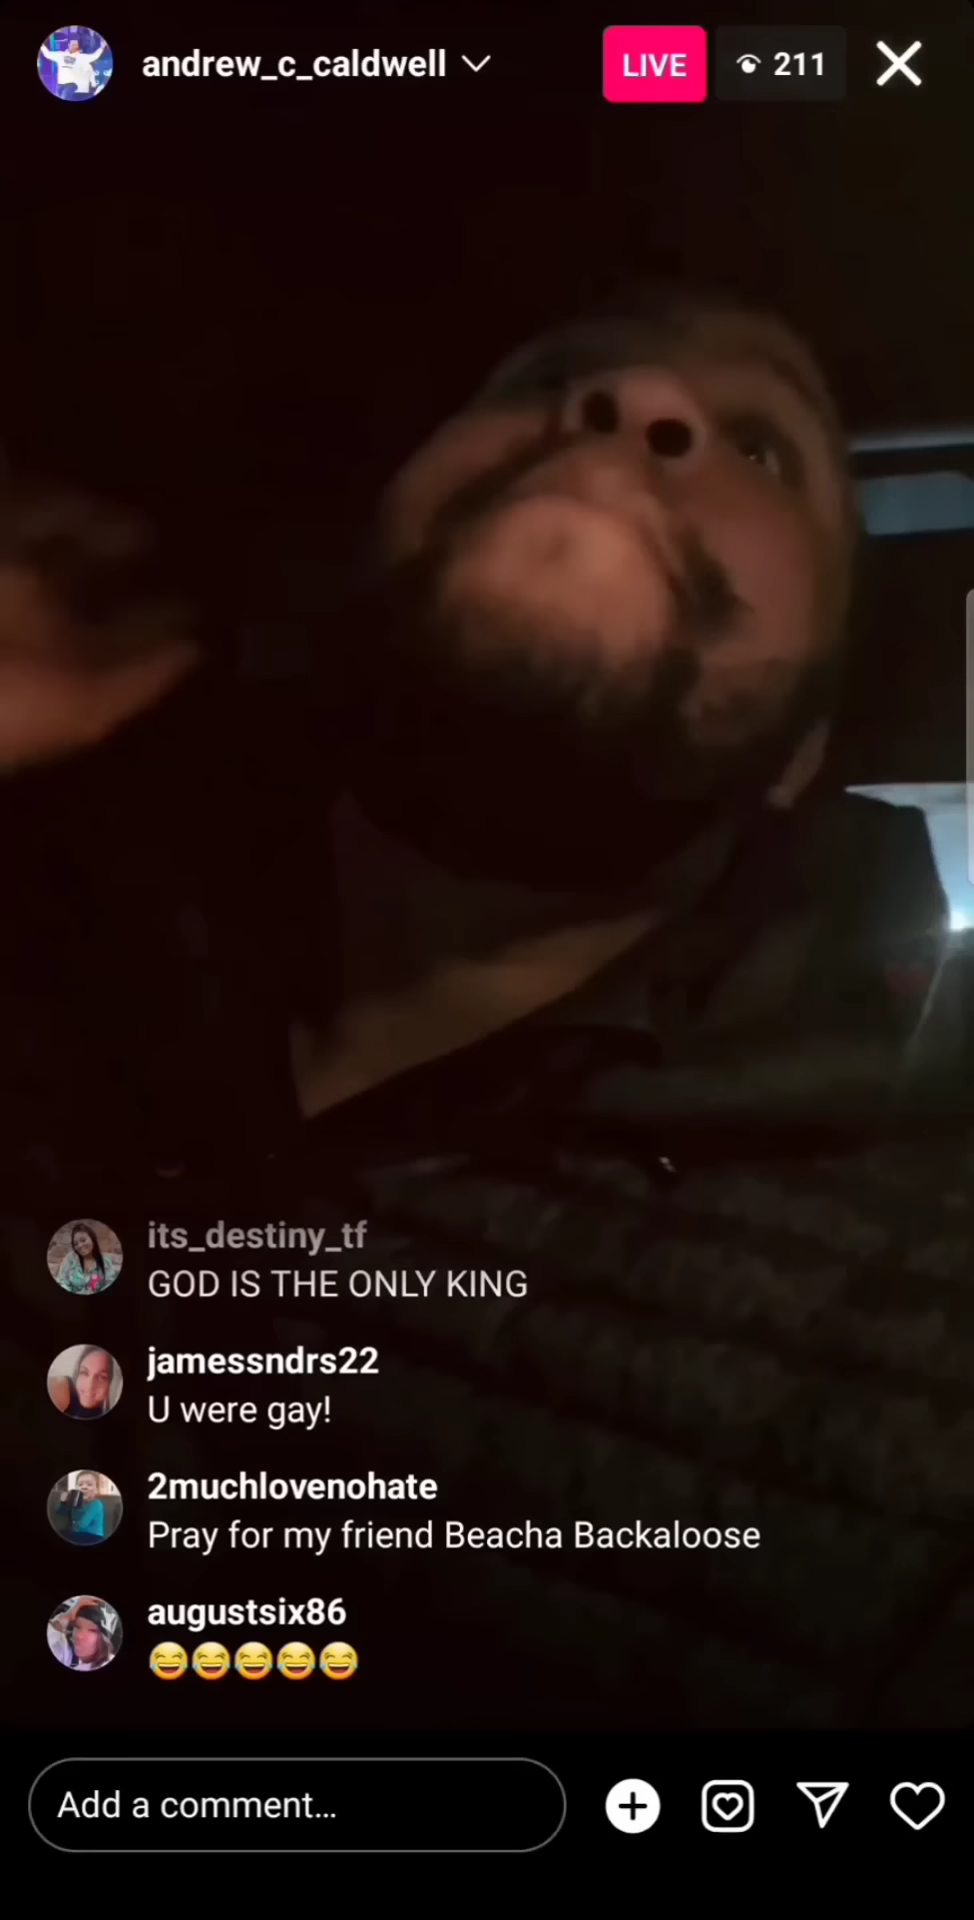 andrew_c_caldwell
LIVE
211
its_destiny_tf
GOD IS THE ONLY KING
jamessndrs22
U were gay!
2muchlovenohate
Pray for my friend Beacha Backaloose
augustsix86
😂😂😂😂😂
Add a comment...